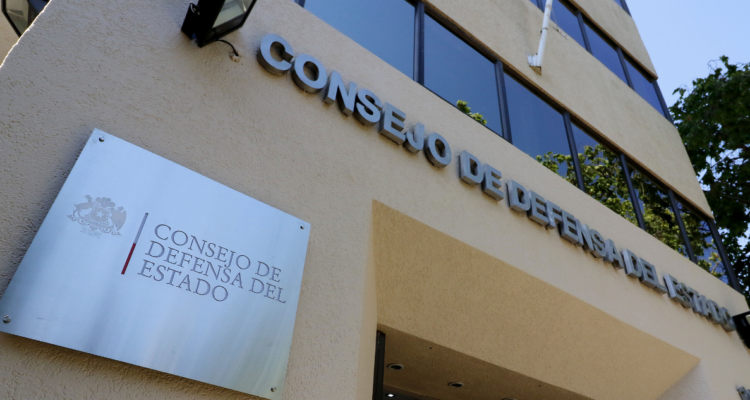 CONSEJO DE DEFENSA DEL ESTADO
CONSEJO DE
DEFENSA DEL
ESTADO